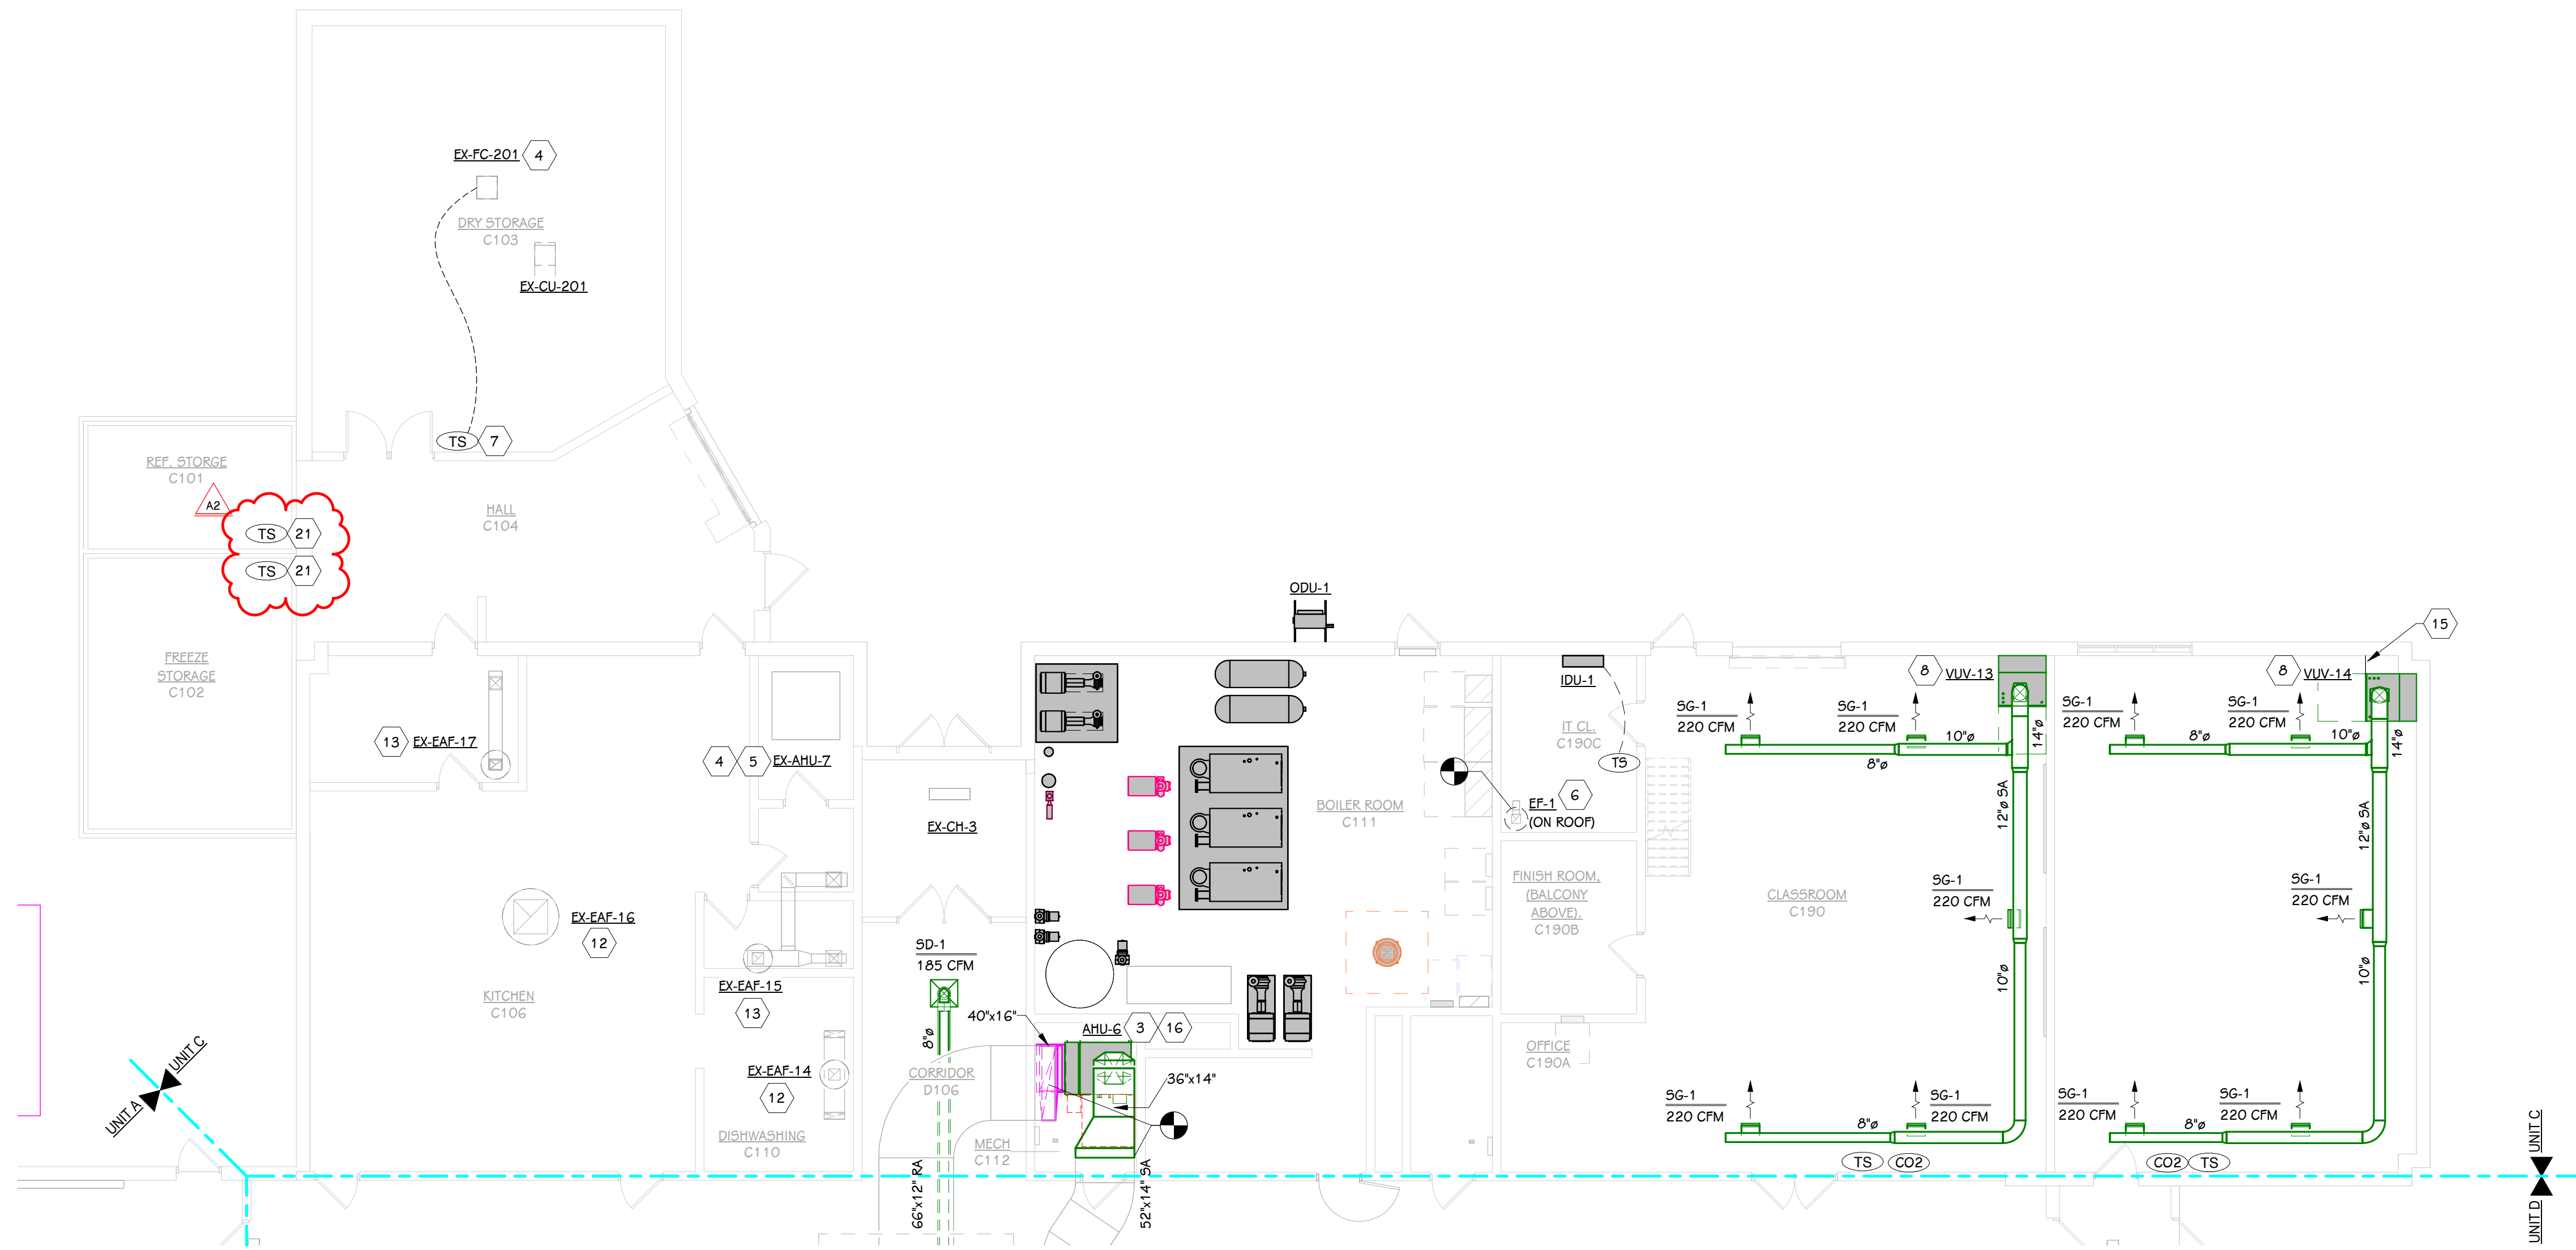 EX-FC-201
4
DRY STORAGE
C103
EX-CU-201
TS
7
REF. STORGE
C101
A2
TS
21
TS
21
HALL
C104
FREEZE
STORAGE
C102
ODU-1
15
13
EX-EAF-17
4
5
EX-AHU-7
EX-CH-3
EX-EAF-16
12
KITCHEN
C106
EX-EAF-15
13
EX-EAF-14
12
DISHWASHING
C110
SD-1
185 CFM
8"ø
40"x16"
AHU-6
3
16
CORRIDOR
D106
36"x14"
MECH
C112
66"x12" RA
52"x14" SA
BOILER ROOM
C111
IDU-1
IT CL.
C190C
TS
EF-1
6
(ON ROOF)
FINISH ROOM,
(BALCONY
ABOVE).
C190B
OFFICE
C190A
CLASSROOM
C190
8
VUV-13
SG-1
220 CFM
SG-1
220 CFM
10"ø
14"ø
8"ø
12"ø SA
SG-1
220 CFM
10"ø
SG-1
220 CFM
8"ø
SG-1
220 CFM
TS
CO2
8
VUV-14
SG-1
220 CFM
SG-1
220 CFM
8"ø
10"ø
14"ø
12"ø SA
SG-1
220 CFM
10"ø
SG-1
220 CFM
8"ø
SG-1
220 CFM
CO2
TS
UNIT C
UNIT A
UNIT C
UNIT D